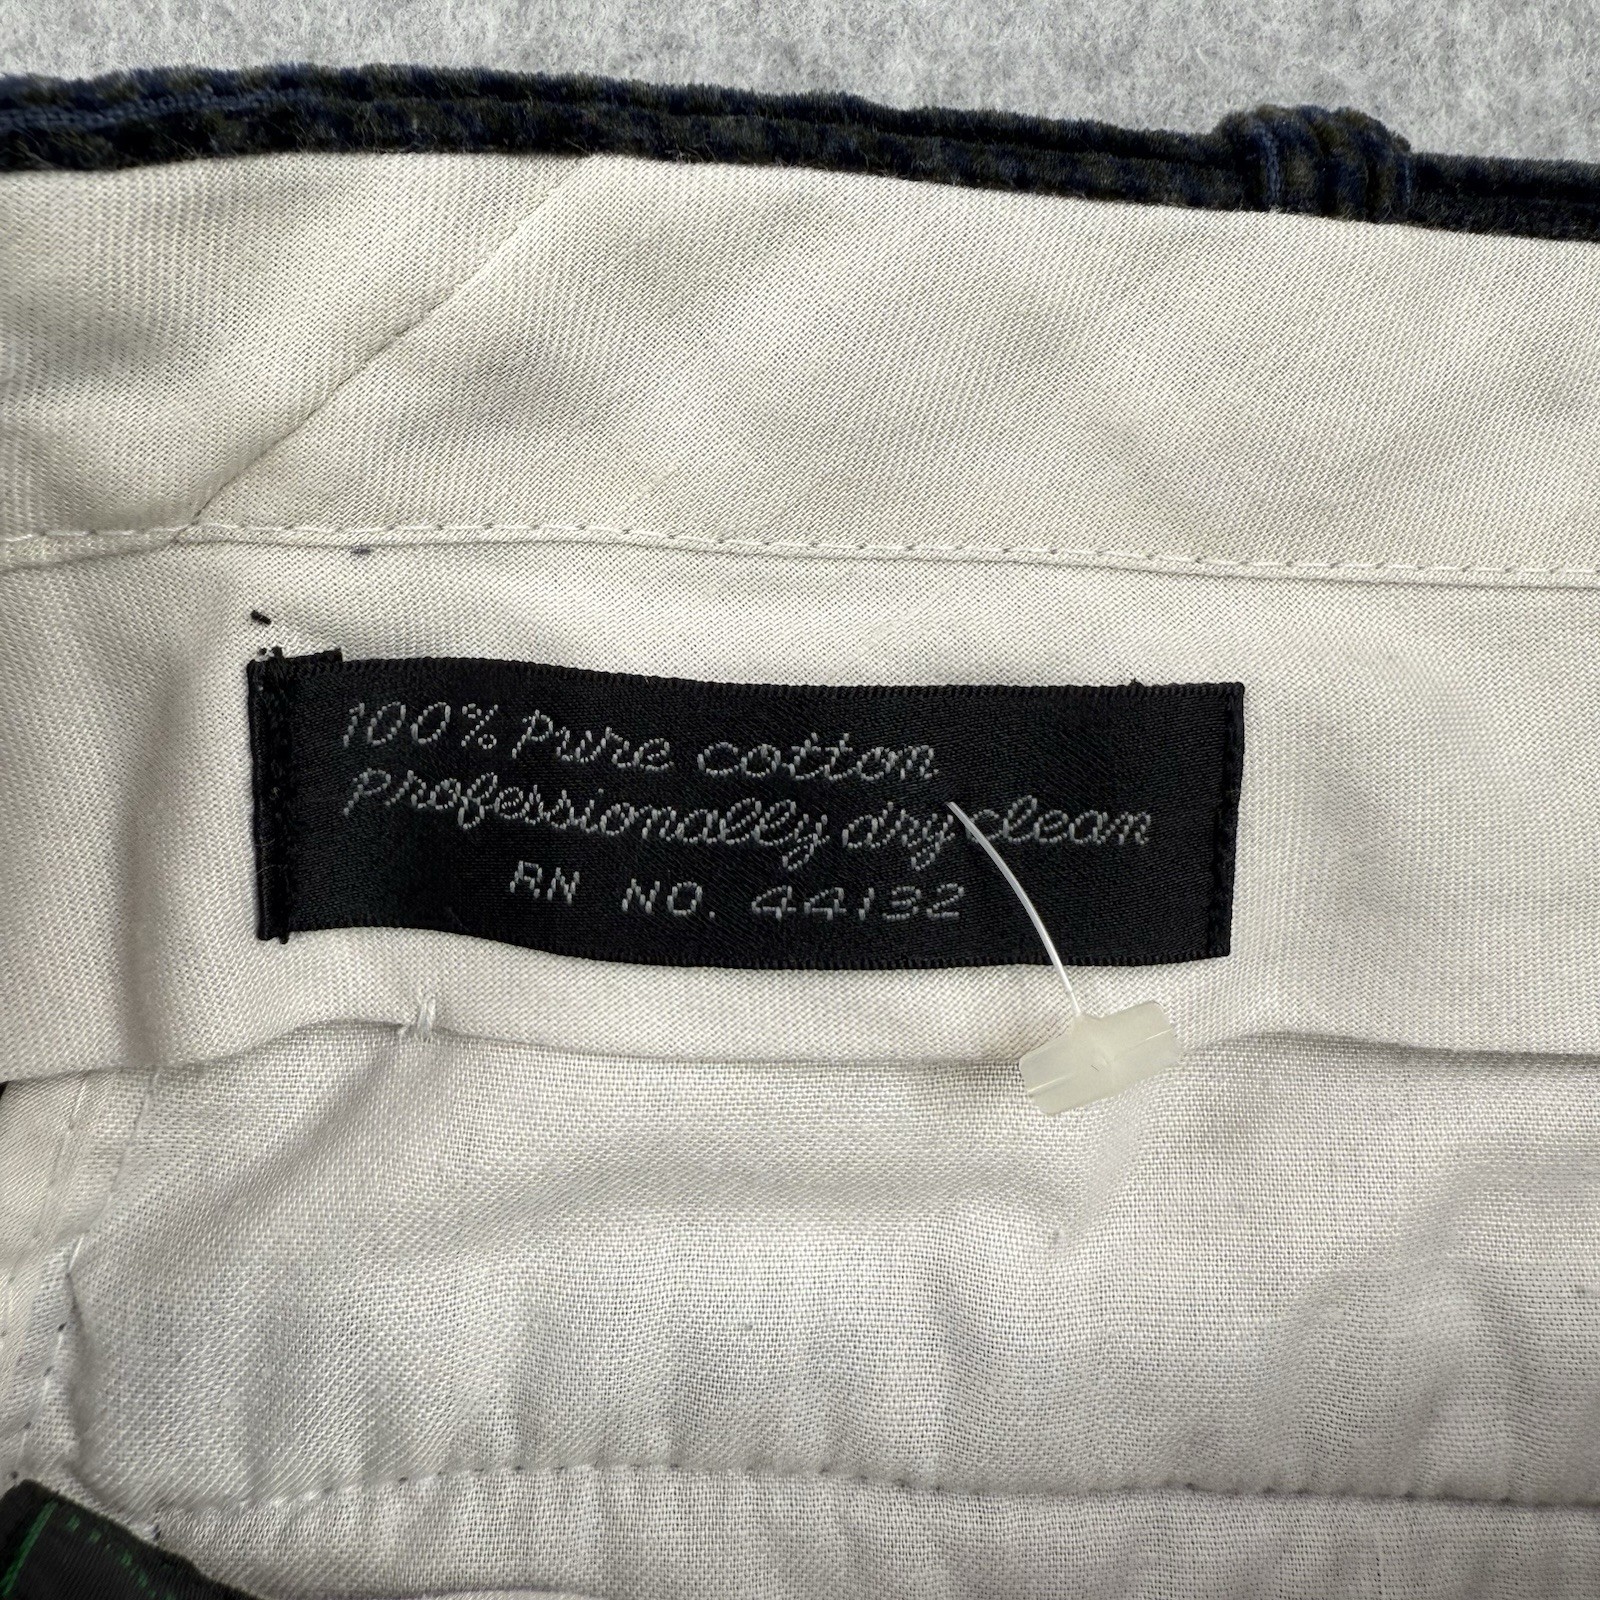 100% pure cotton
professionally dry clean
RN NO. 44132